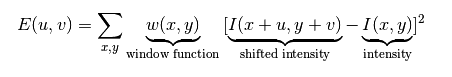 E(u, v) = ∑_{x,y} w(x, y) [I(x + u, y + v) − I(x, y)]²
window function shifted intensity intensity